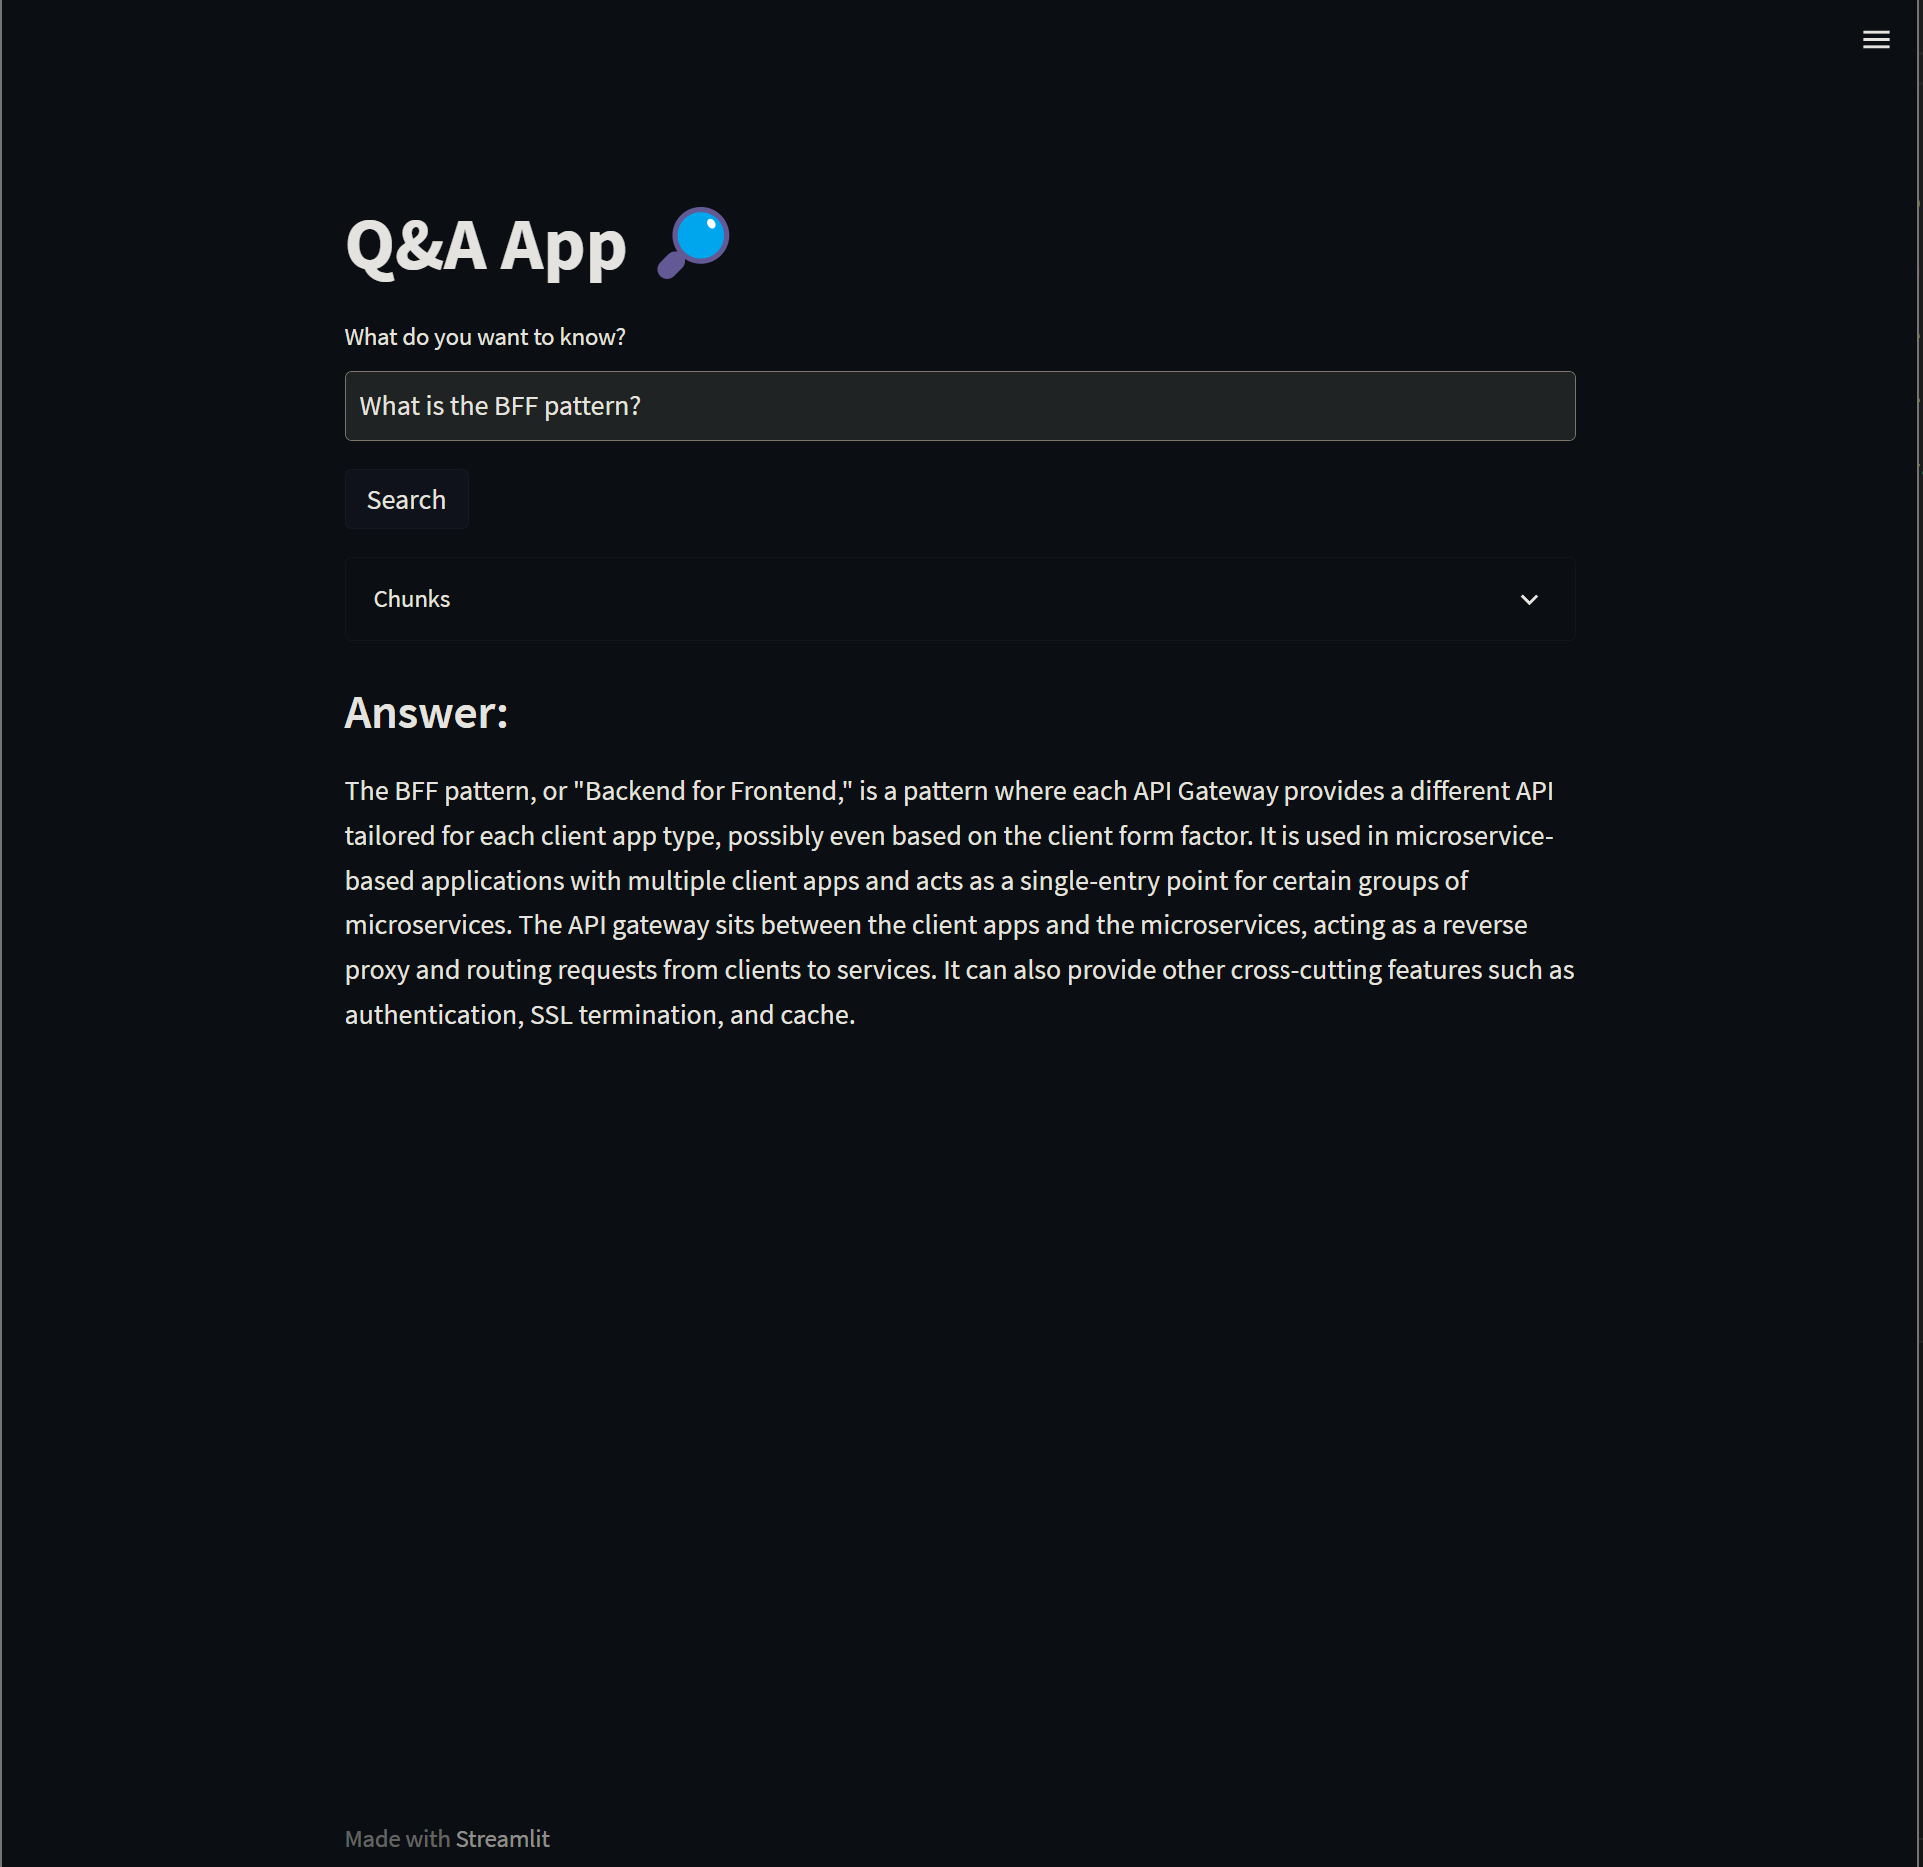 Q&A App
What do you want to know?
What is the BFF pattern?
Search
Chunks
Answer:
The BFF pattern, or "Backend for Frontend," is a pattern where each API Gateway provides a different API
tailored for each client app type, possibly even based on the client form factor. It is used in microservice-
based applications with multiple client apps and acts as a single-entry point for certain groups of
microservices. The API gateway sits between the client apps and the microservices, acting as a reverse
proxy and routing requests from clients to services. It can also provide other cross-cutting features such as
authentication, SSL termination, and cache.
Made with Streamlit